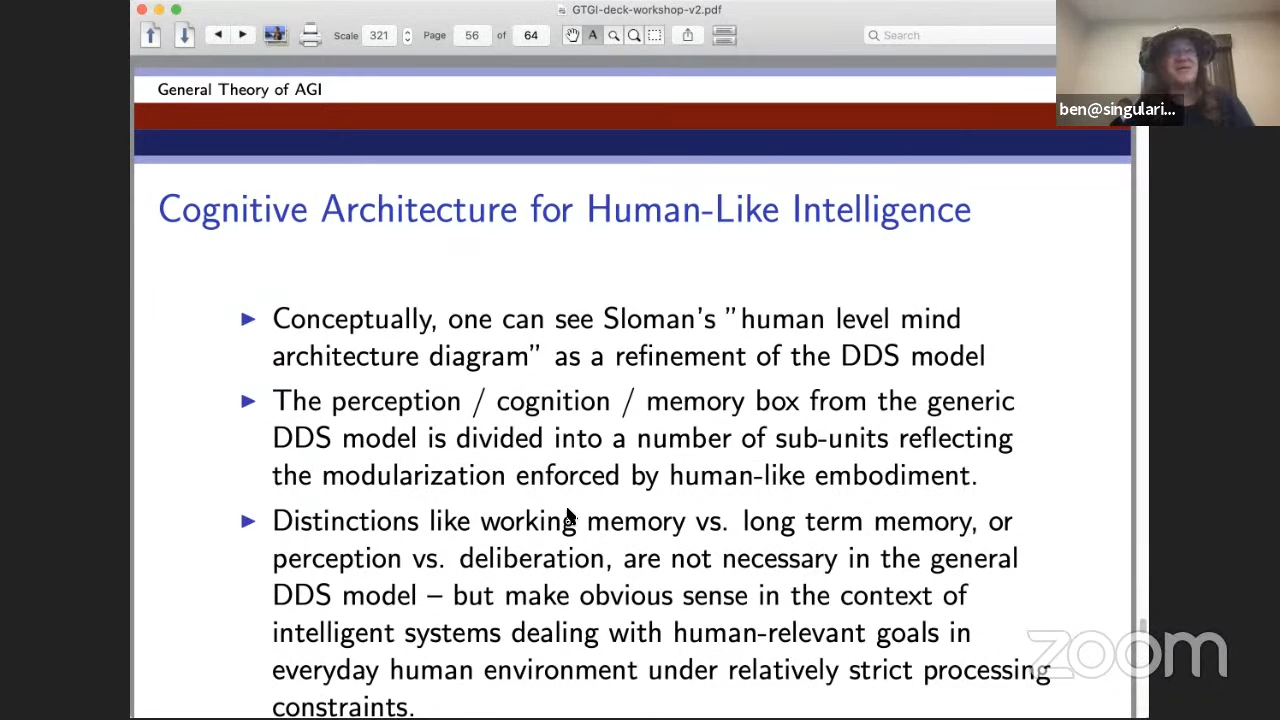 GTGI-deck-workshop-v2.pdf
Scale 321 Page 56 of 64 A Search
General Theory of AGI
ben@singulari...
Cognitive Architecture for Human-Like Intelligence
Conceptually, one can see Sloman's "human level mind
architecture diagram" as a refinement of the DDS model
The perception / cognition / memory box from the generic
DDS model is divided into a number of sub-units reflecting
the modularization enforced by human-like embodiment.
Distinctions like working memory vs. long term memory, or
perception vs. deliberation, are not necessary in the general
DDS model – but make obvious sense in the context of
intelligent systems dealing with human-relevant goals in
everyday human environment under relatively strict processing
constraints.
zoom